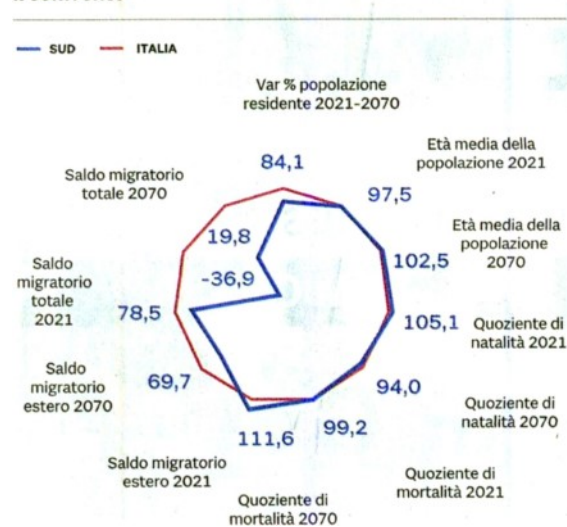 SUD
ITALIA
Var % popolazione
residente 2021-2070
84,1
Età media della
popolazione 2021
97,5
Età media della
popolazione
2070
102,5
Quoziente di
natalità 2021
105,1
Quoziente di
natalità 2070
94,0
Quoziente di
mortalità 2021
99,2
Quoziente di
mortalità 2070
111,6
Saldo migratorio
estero 2021
69,7
Saldo
migratorio
estero 2070
78,5
Saldo
migratorio
totale
2021
-36,9
Saldo migratorio
totale 2070
19,8